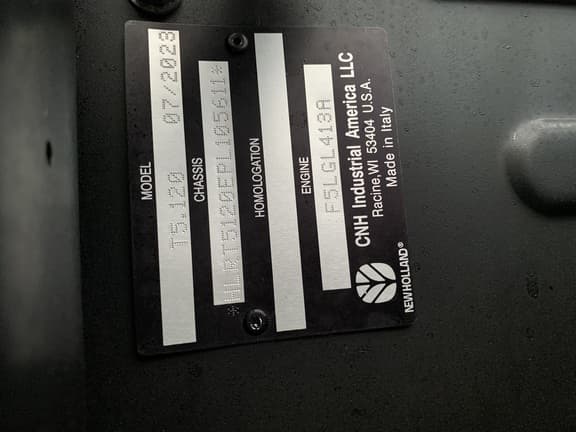 MODEL
T5.120 07/2023
CHASSIS
*HLRT5120EPL105611*
HOMOLOGATION
ENGINE
F5LGL413A
CNH Industrial America LLC
Racine, WI 53404 U.S.A.
Made in Italy
NEW HOLLAND®